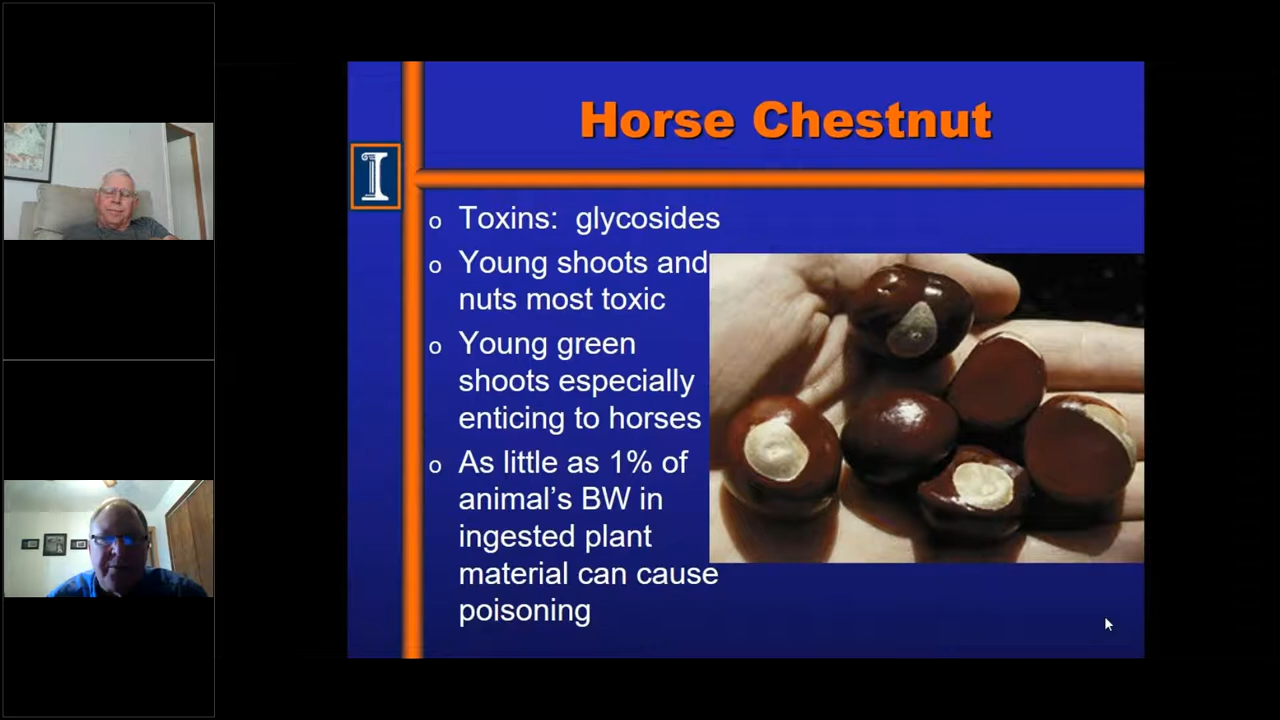 Horse Chestnut
I
o Toxins: glycosides
o Young shoots and
nuts most toxic
o Young green
shoots especially
enticing to horses
o As little as 1% of
animal’s BW in
ingested plant
material can cause
poisoning